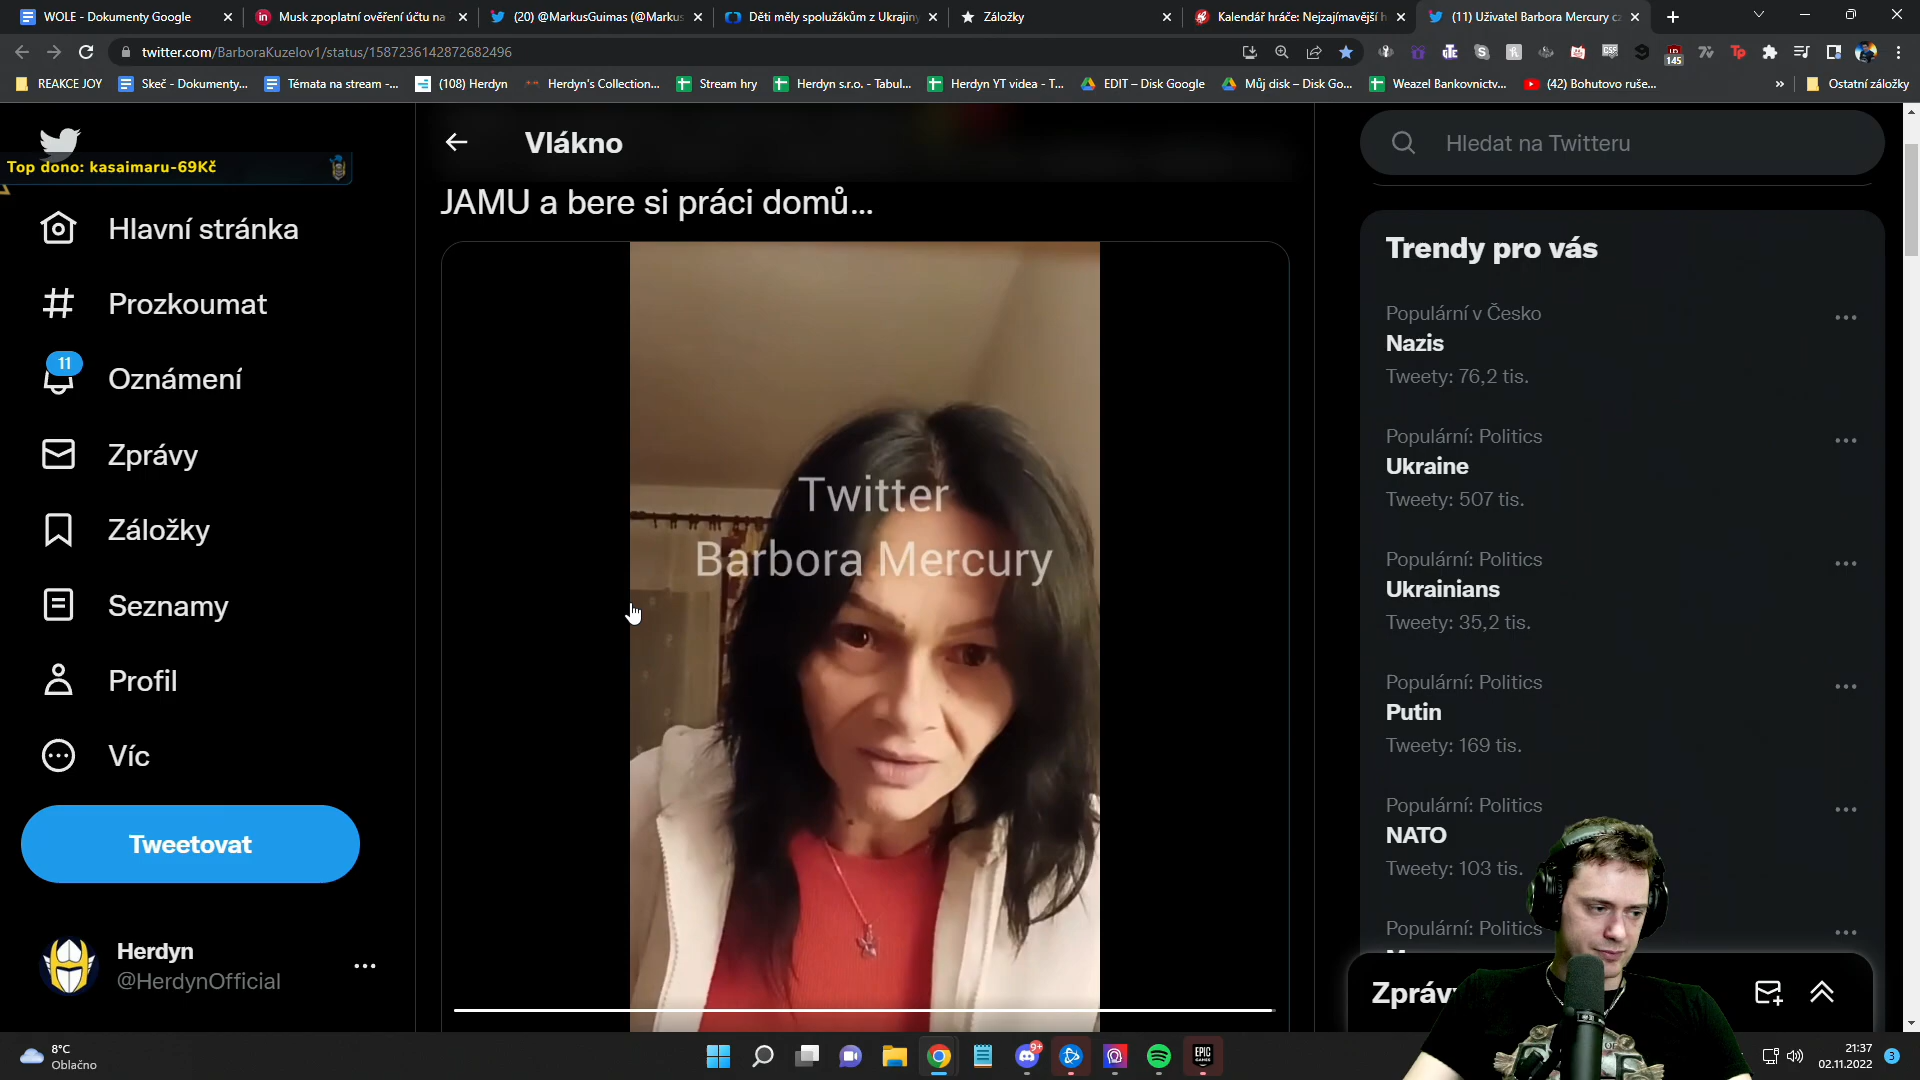 WOLE - Dokumenty Google
Musk zpoplatní ověření účtu na
(20) @MarkusGuimas (@Markus
Děti měly spolužákům z Ukrajiny
Záložky
Kalendář hráče: Nejzajímavější h
(11) Uživatel Barbora Mercury cz
twitter.com/BarboraKuzelov1/status/1587236142872682496
145
REAKCE JOY
Skeč - Dokumenty...
Témata na stream -...
(108) Herdyn
Herdyn's Collection...
Stream hry
Herdyn s.r.o. - Tabul...
Herdyn YT videa - T...
EDIT – Disk Google
Můj disk – Disk Go...
Weazel Bankovnictv...
(42) Bohutovo ruše...
»
Ostatní záložky
Top dono: kasaimaru-69Kč
Hlavní stránka
Prozkoumat
11
Oznámení
Zprávy
Záložky
Seznamy
Profil
Víc
Tweetovat
Herdyn
@HerdynOfficial
Vlákno
JAMU a bere si práci domů...
Twitter
Barbora Mercury
Hledat na Twitteru
Trendy pro vás
Populární v Česko
Nazis
Tweety: 76,2 tis.
Populární: Politics
Ukraine
Tweety: 507 tis.
Populární: Politics
Ukrainians
Tweety: 35,2 tis.
Populární: Politics
Putin
Tweety: 169 tis.
Populární: Politics
NATO
Tweety: 103 tis.
Populární: Politics
Zprávy
8°C
Oblačno
9+
EPIC
GAMES
21:37
02.11.2022
3